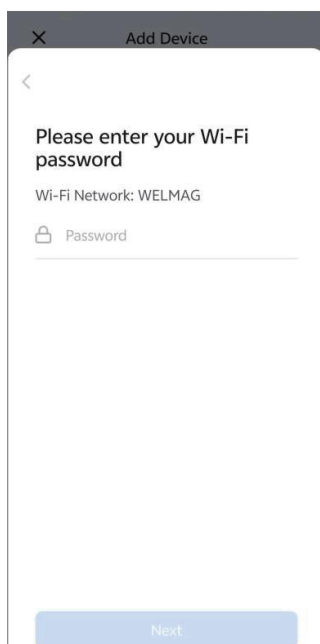 Add Device
Please enter your Wi-Fi
password
Wi-Fi Network: WELMAG
Password
Next